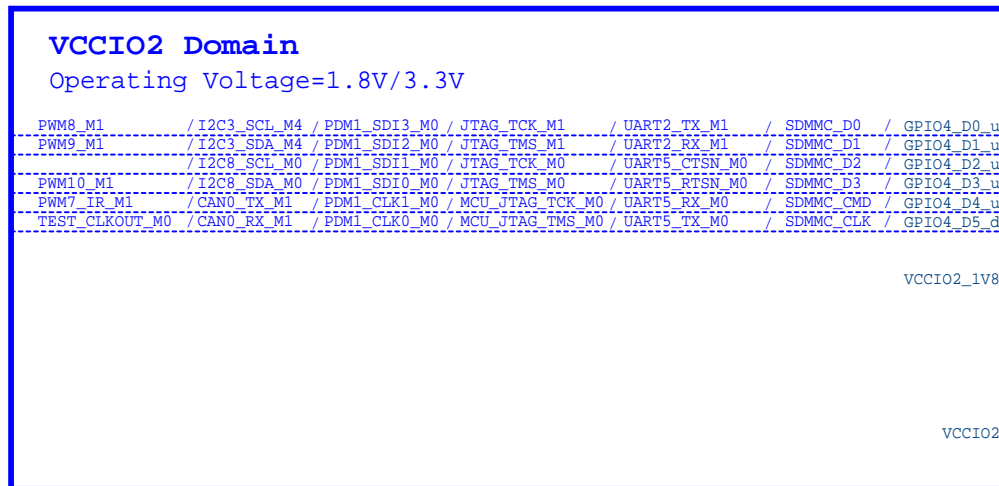 VCCIO2 Domain
Operating Voltage=1.8V/3.3V
PWM8_M1 /I2C3_SCL_M4 /PDM1_SDI3_M0 /JTAG_TCK_M1 /UART2_TX_M1 / SDMMC_D0 / GPIO4_D0_u
PWM9_M1 /I2C3_SDA_M4 /PDM1_SDI2_M0 /JTAG_TMS_M1 /UART2_RX_M1 / SDMMC_D1 / GPIO4_D1_u
/I2C8_SCL_M0 /PDM1_SDI1_M0 /JTAG_TCK_M0 /UART5_CTSN_M0 / SDMMC_D2 / GPIO4_D2_u
PWM10_M1 /I2C8_SDA_M0 /PDM1_SDI0_M0 /JTAG_TMS_M0 /UART5_RTSN_M0 / SDMMC_D3 / GPIO4_D3_u
PWM7_IR_M1 /CAN0_TX_M1 /PDM1_CLK1_M0 /MCU_JTAG_TCK_M0 /UART5_RX_M0 / SDMMC_CMD / GPIO4_D4_u
TEST_CLKOUT_M0 /CAN0_RX_M1 /PDM1_CLK0_M0 /MCU_JTAG_TMS_M0 /UART5_TX_M0 / SDMMC_CLK / GPIO4_D5_d
VCCIO2_1V8
VCCIO2